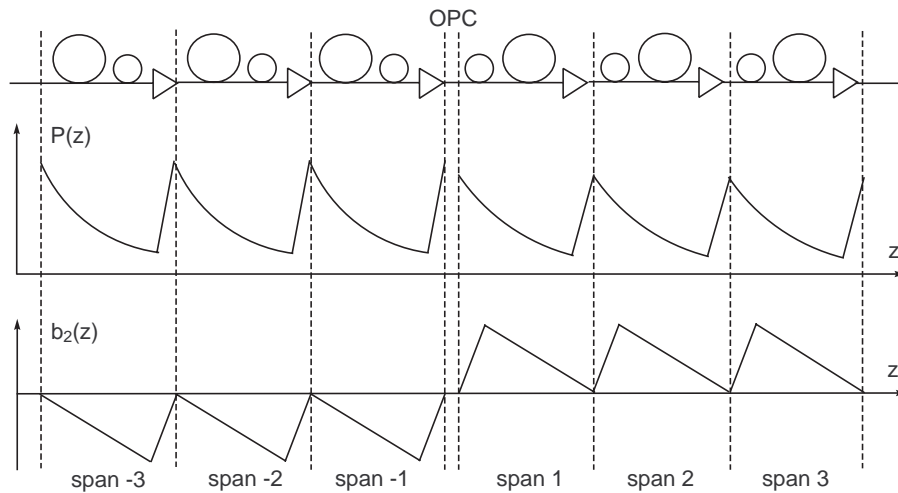 OPC
P(z)
z
b₂(z)
z
span -3 span -2 span -1 span 1 span 2 span 3